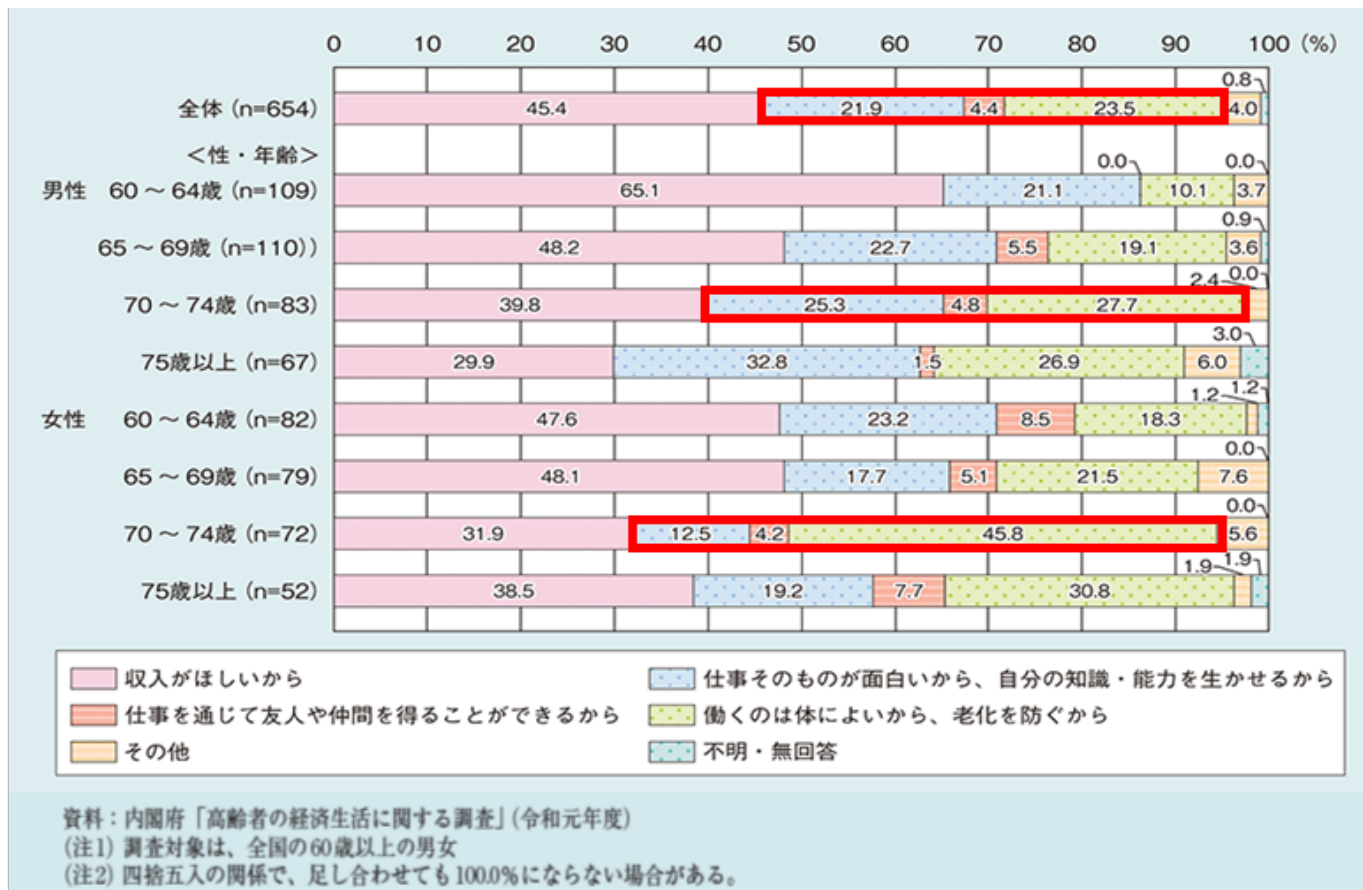 0 10 20 30 40 50 60 70 80 90 100 (%)
0.8
全体 (n=654) 45.4 21.9 4.4 23.5 4.0
<性・年齢>
0.0 0.0
男性 60 ~ 64歳 (n=109) 65.1 21.1 10.1 3.7
0.9
65 ~ 69歳 (n=110)) 48.2 22.7 5.5 19.1 3.6
2.4 0.0
70 ~ 74歳 (n=83) 39.8 25.3 4.8 27.7
3.0
75歳以上 (n=67) 29.9 32.8 1.5 26.9 6.0
1.2 1.2
女性 60 ~ 64歳 (n=82) 47.6 23.2 8.5 18.3
0.0
65 ~ 69歳 (n=79) 48.1 17.7 5.1 21.5 7.6
0.0
70 ~ 74歳 (n=72) 31.9 12.5 4.2 45.8 5.6
1.9 1.9
75歳以上 (n=52) 38.5 19.2 7.7 30.8
収入がほしいから 仕事そのものが面白いから、自分の知識・能力を生かせるから
仕事を通じて友人や仲間を得ることができるから 働くのは体によいから、老化を防ぐから
その他 不明・無回答
資料:内閣府「高齢者の経済生活に関する調査」(令和元年度)
(注1) 調査対象は、全国の60歳以上の男女
(注2) 四捨五入の関係で、足し合わせても100.0%にならない場合がある。